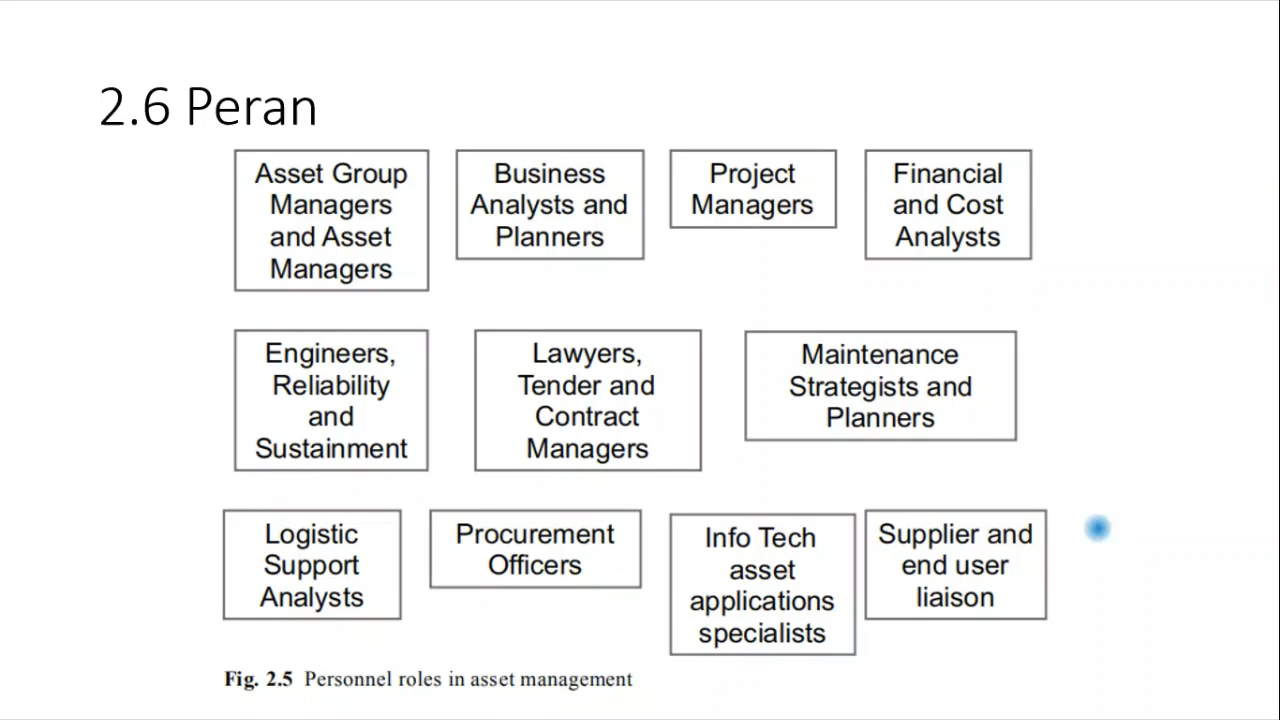 2.6 Peran
Asset Group
Managers
and Asset
Managers
Business
Analysts and
Planners
Project
Managers
Financial
and Cost
Analysts
Engineers,
Reliability
and
Sustainment
Lawyers,
Tender and
Contract
Managers
Maintenance
Strategists and
Planners
Logistic
Support
Analysts
Procurement
Officers
Info Tech
asset
applications
specialists
Supplier and
end user
liaison
Fig. 2.5 Personnel roles in asset management